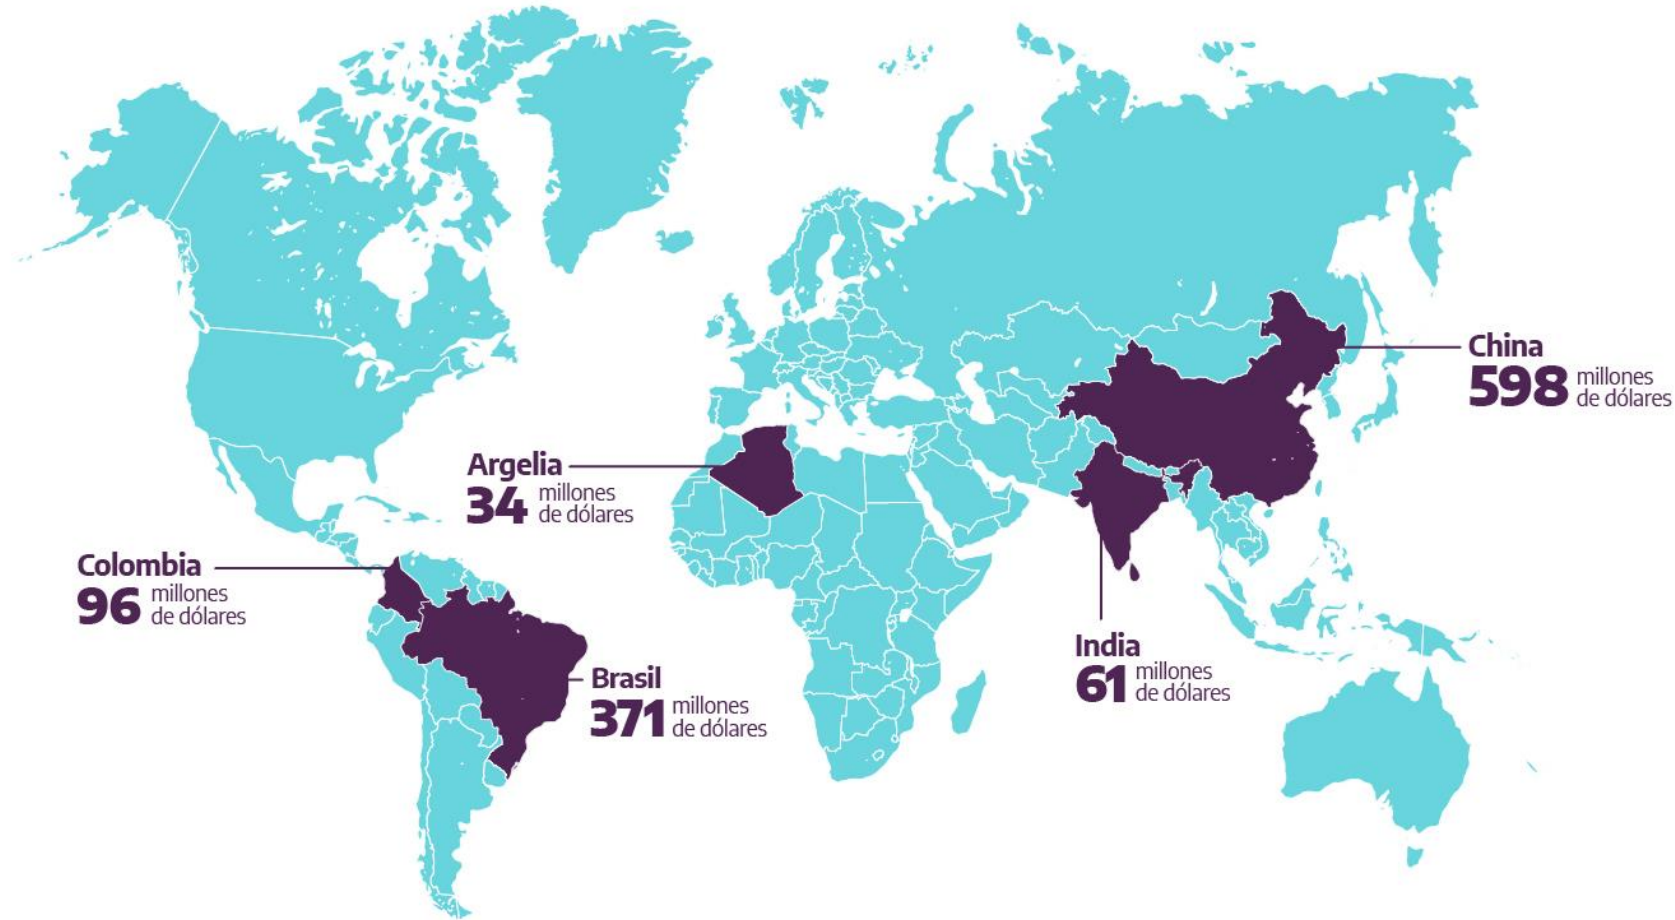 China
598 millones
de dólares
Argelia
34 millones
de dólares
Colombia
96 millones
de dólares
India
61 millones
de dólares
Brasil
371 millones
de dólares